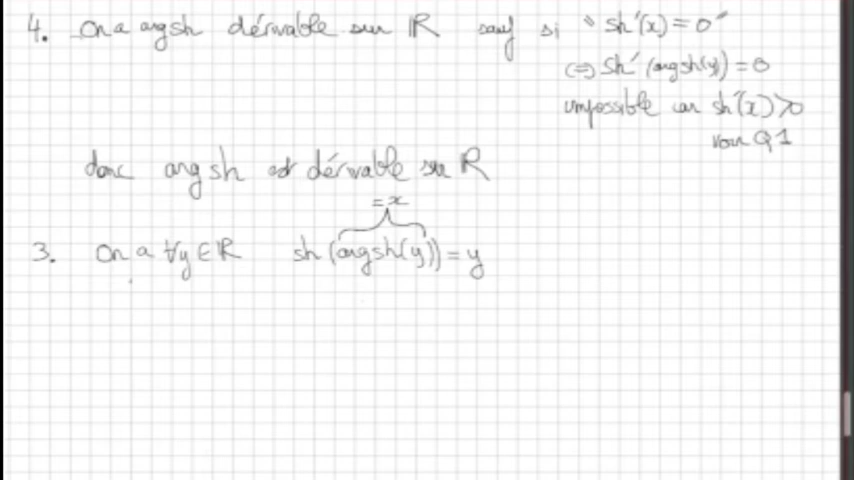 4. On a argsh dérivable sur ℝ sauf si "sh'(x) = 0"
⟺ sh'(argsh(y)) = 0
impossible car sh'(x) > 0
voir Q1
donc argsh est dérivable sur ℝ
= x
3. On a ∀y ∈ ℝ sh(argsh(y)) = y